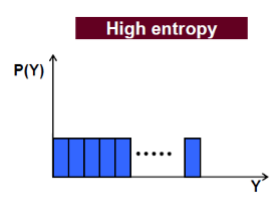 High entropy
P(Y)
.....
Y